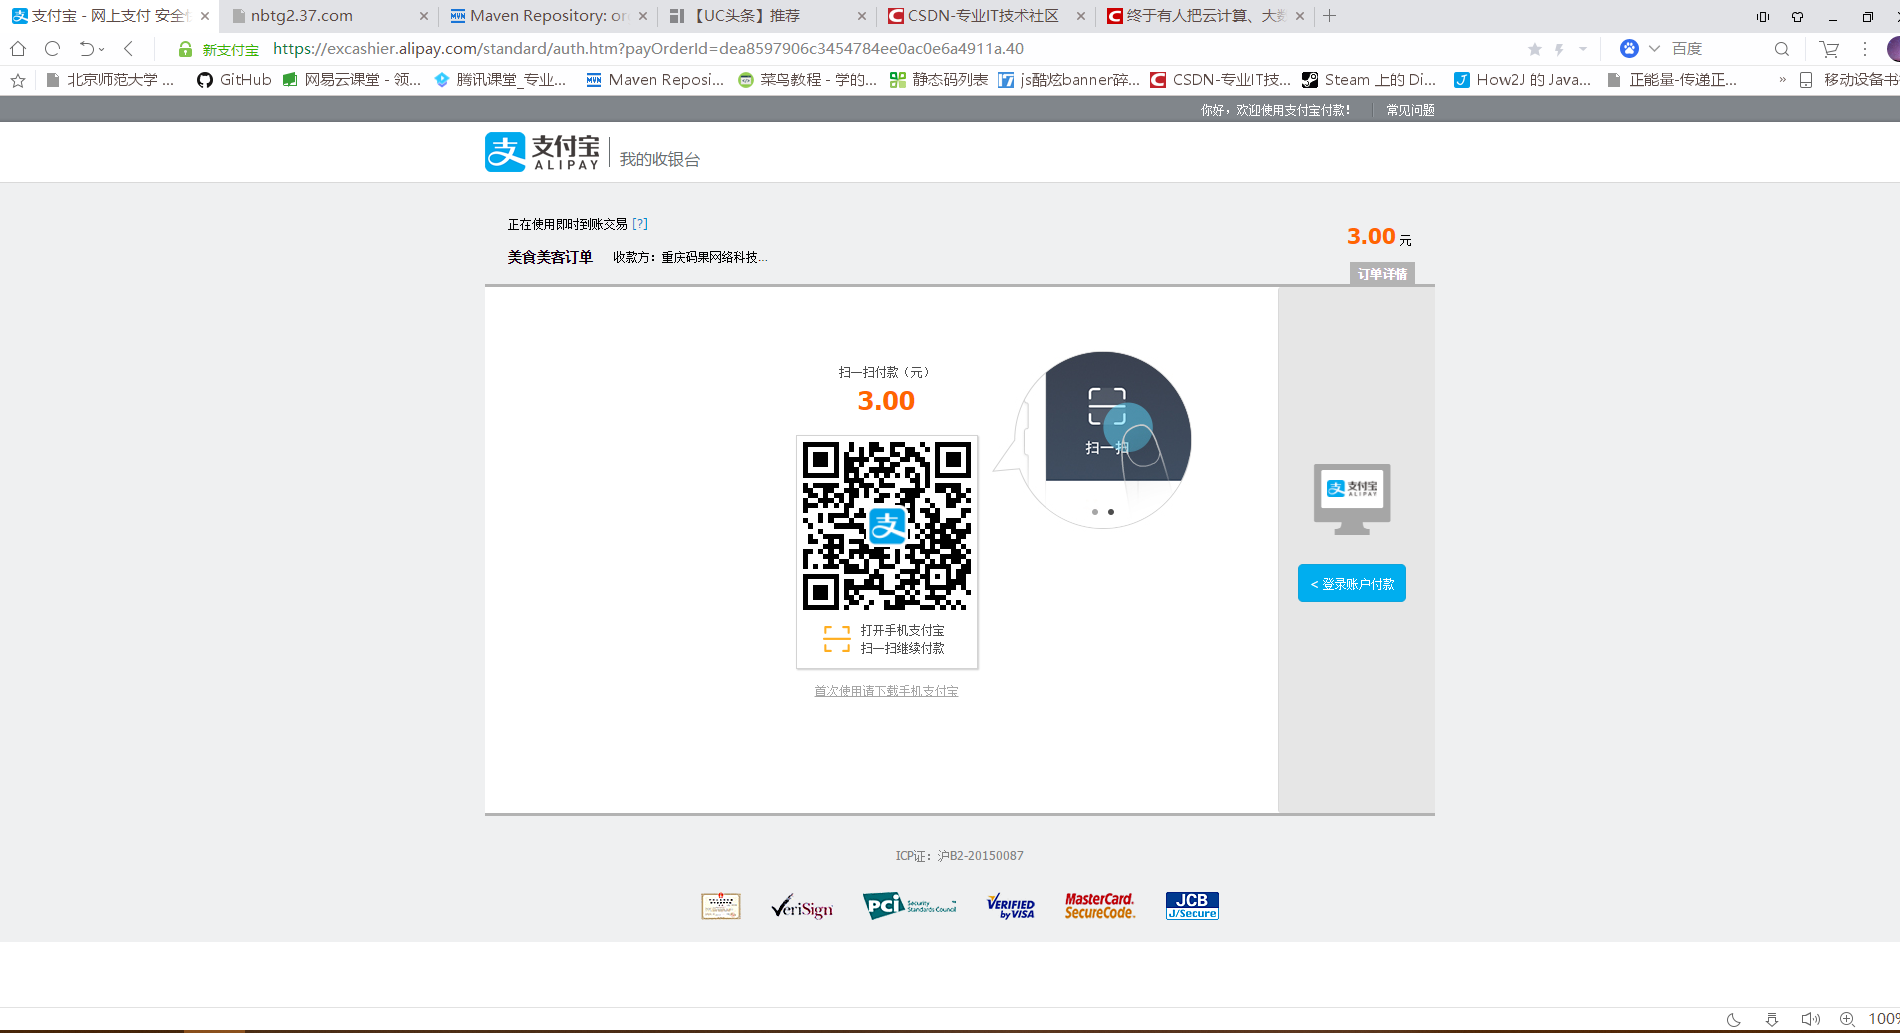 支付宝 - 网上支付 安全
nbtg2.37.com
Maven Repository: or
【UC头条】推荐
CSDN-专业IT技术社区
终于有人把云计算、大数
新支付宝
https://excashier.alipay.com/standard/auth.htm?payOrderId=dea8597906c3454784ee0ac0e6a4911a.40
百度
北京师范大学 ...
GitHub
网易云课堂 - 领...
腾讯课堂_专业...
Maven Reposi...
菜鸟教程 - 学的...
静态码列表
js酷炫banner碎...
CSDN-专业IT技...
Steam 上的 Di...
How2J 的 Java...
正能量-传递正...
»
移动设备书
你好，欢迎使用支付宝付款！
常见问题
支付宝
ALIPAY
我的收银台
正在使用即时到账交易 [?]
美食美客订单
收款方：重庆码果网络科技...
3.00 元
订单详情
扫一扫付款（元）
3.00
扫一扫
支
打开手机支付宝
扫一扫继续付款
首次使用请下载手机支付宝
支付宝
ALIPAY
< 登录账户付款
ICP证：沪B2-20150087
VeriSign
PCI Security Standards Council
VERIFIED by VISA
MasterCard. SecureCode.
JCB J/Secure
100%